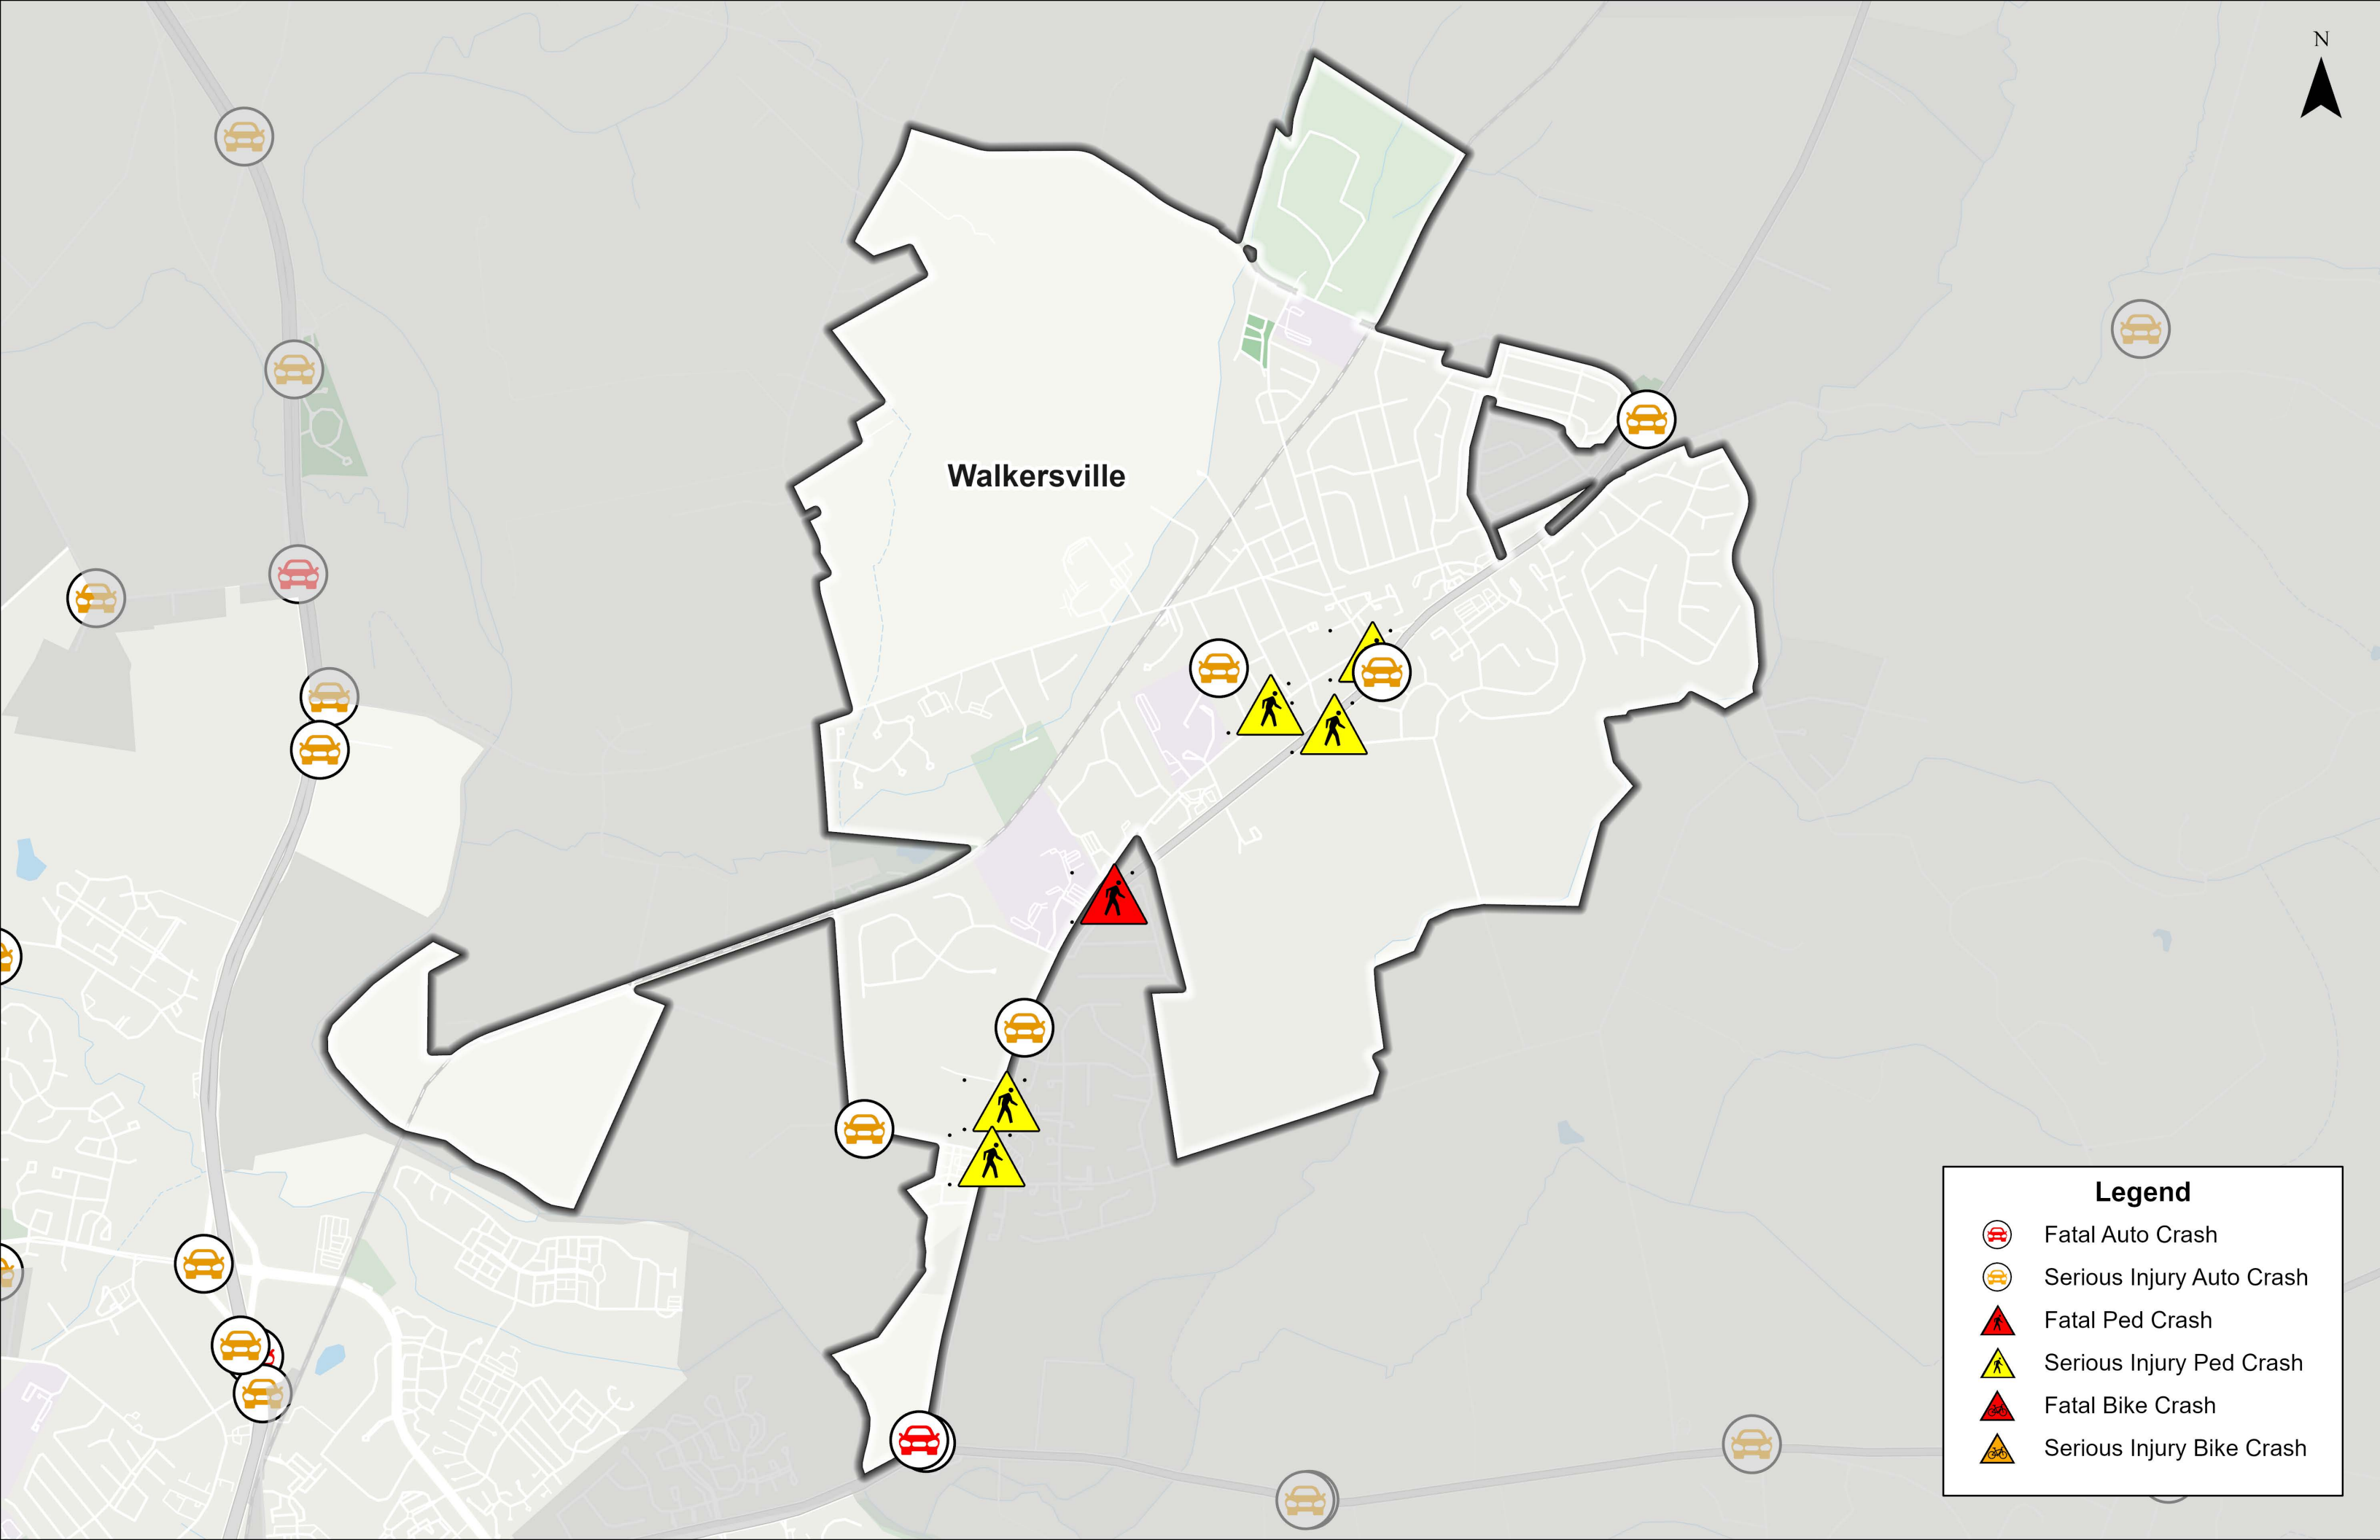 N
Walkersville
Legend
Fatal Auto Crash
Serious Injury Auto Crash
Fatal Ped Crash
Serious Injury Ped Crash
Fatal Bike Crash
Serious Injury Bike Crash